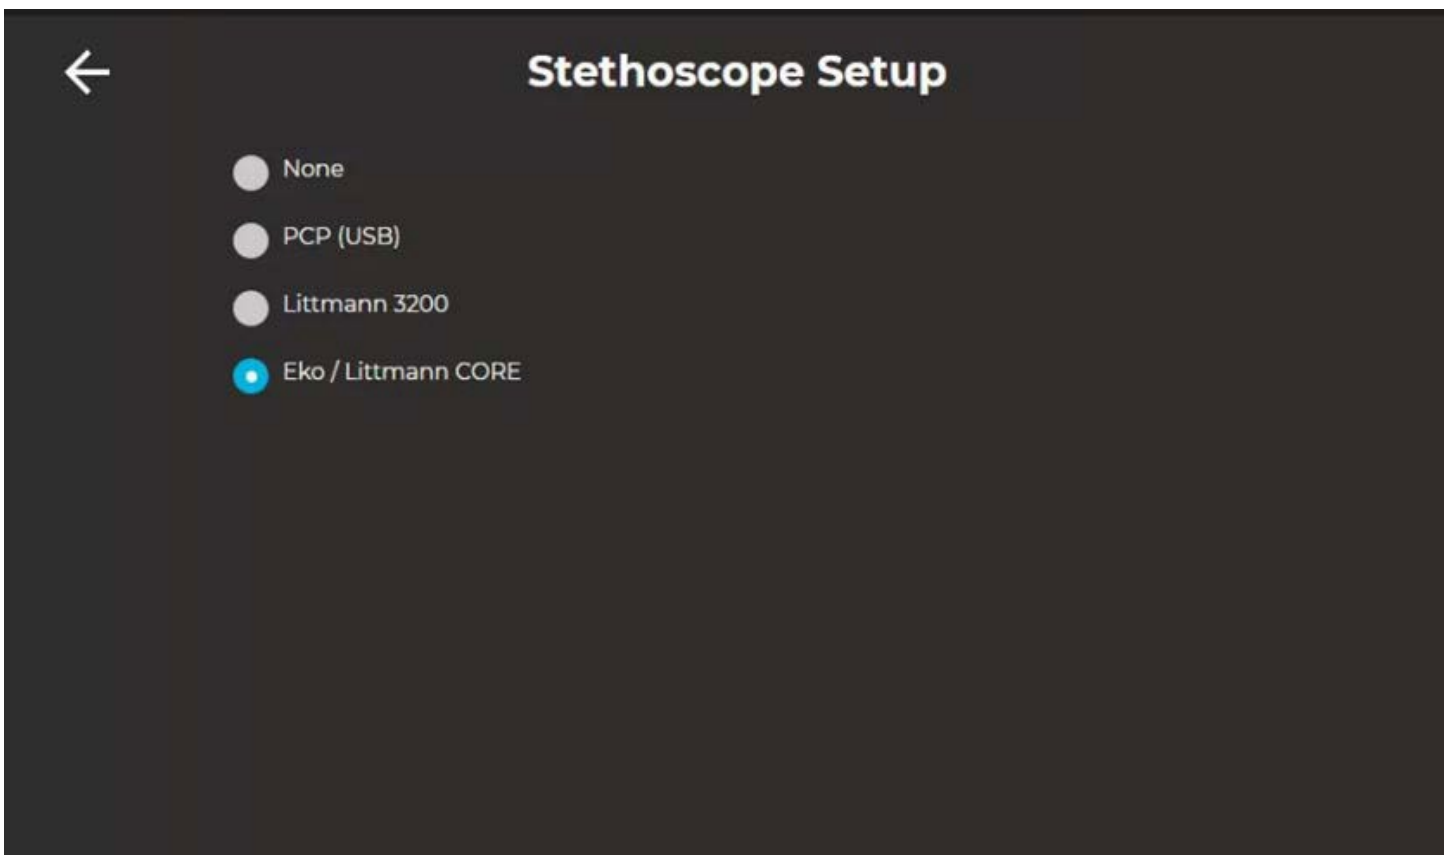 Stethoscope Setup
None
PCP (USB)
Littmann 3200
Eko / Littmann CORE